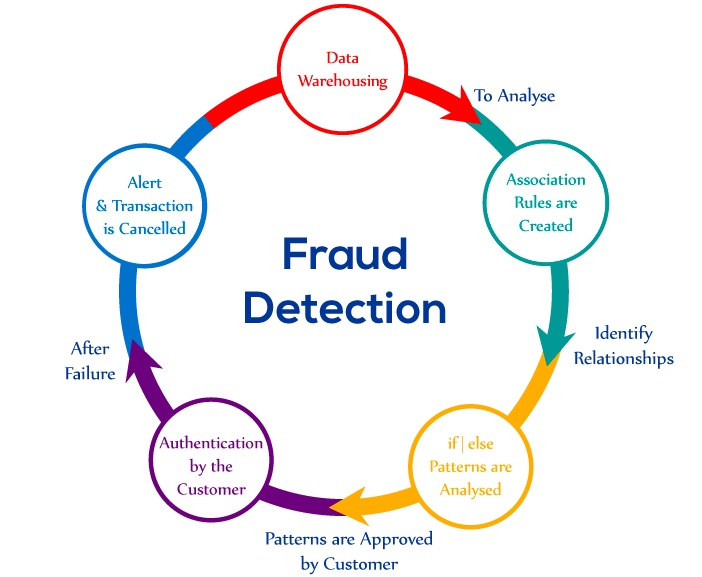 Data
Warehousing
To Analyse
Association
Rules are
Created
Identify
Relationships
if | else
Patterns are
Analysed
Patterns are Approved
by Customer
Authentication
by the
Customer
After
Failure
Alert
& Transaction
is Cancelled
Fraud
Detection